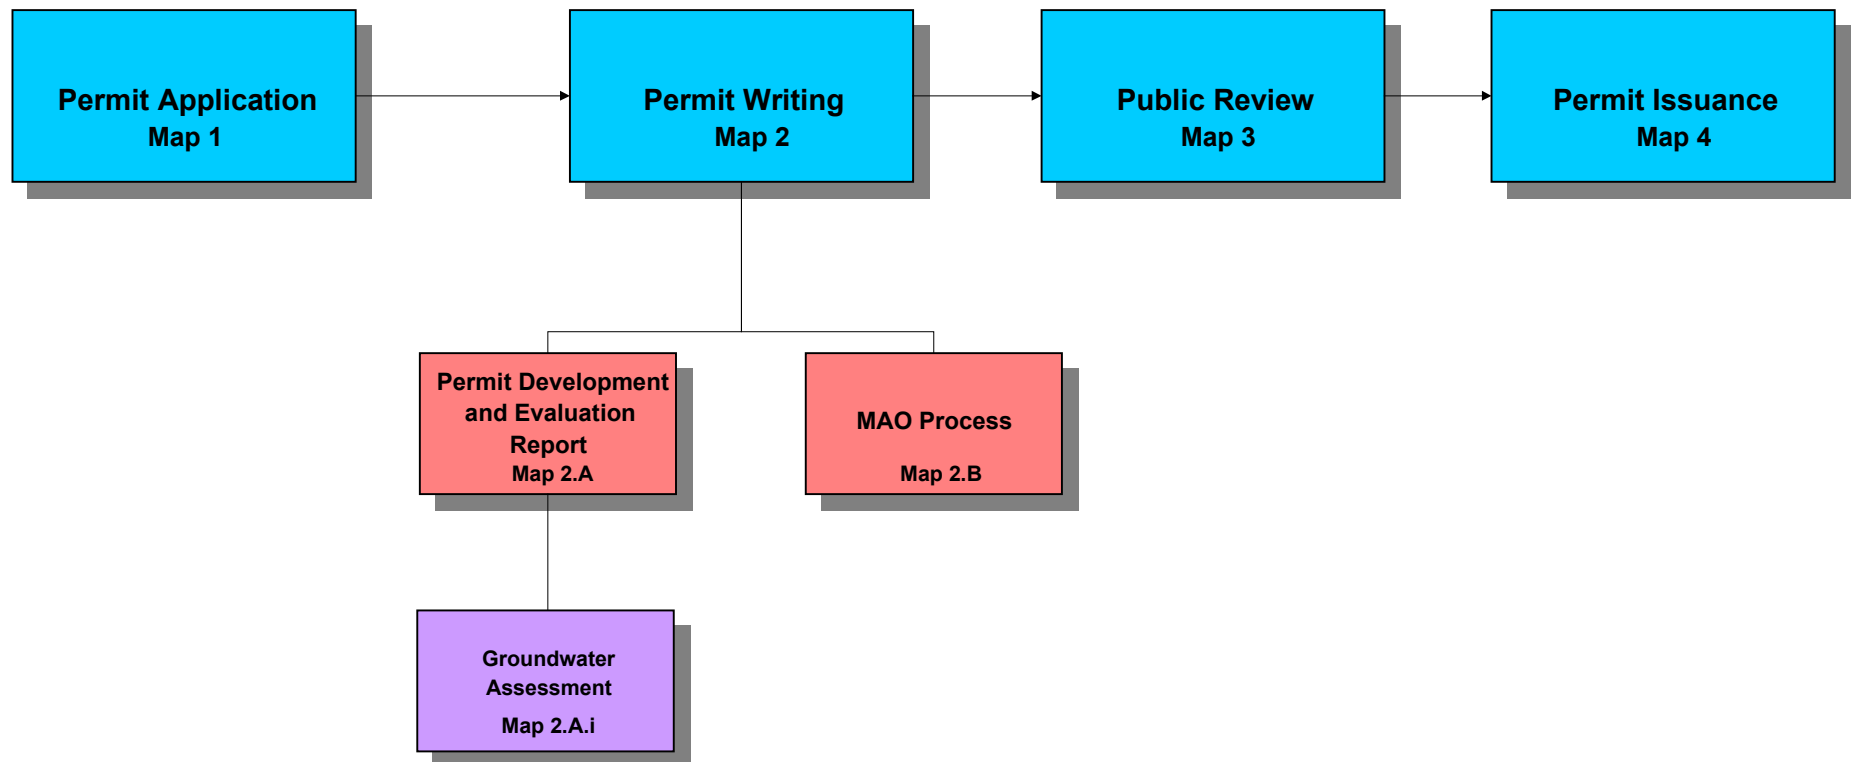 Permit Application
Map 1
Permit Writing
Map 2
Public Review
Map 3
Permit Issuance
Map 4
Permit Development
and Evaluation
Report
Map 2.A
MAO Process
Map 2.B
Groundwater
Assessment
Map 2.A.i